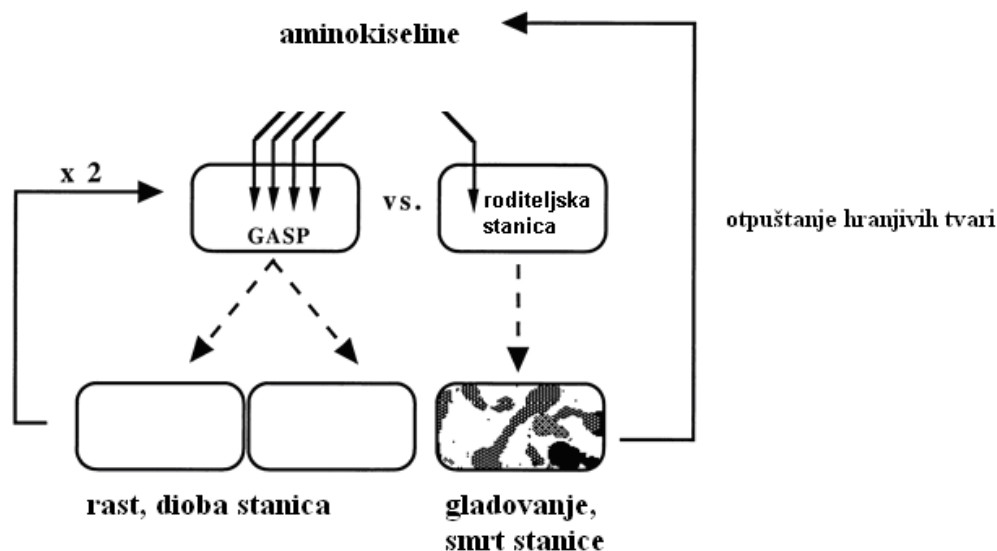 aminokiseline
x 2
GASP
vs.
roditeljska
stanica
otpuštanje hranjivih tvari
rast, dioba stanica
gladovanje,
smrt stanice